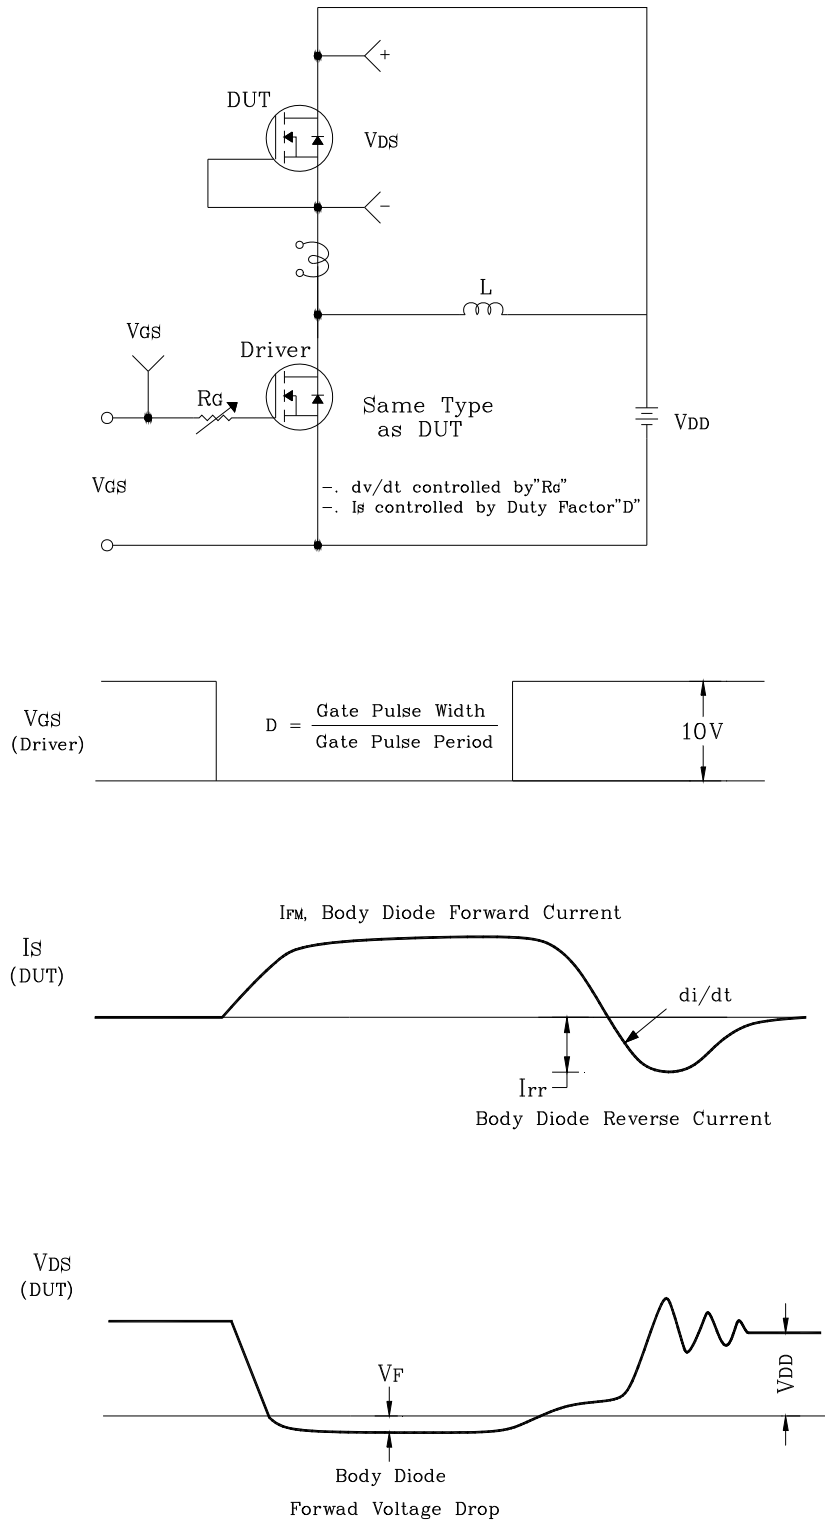 +
DUT
VDS
−
L
VGS
Driver
RG
Same Type
as DUT
VDD
VGS
−. dv/dt controlled by"RG"
−. Is controlled by Duty Factor"D"
VGS
(Driver)
D = Gate Pulse Width
Gate Pulse Period
10V
IFM, Body Diode Forward Current
IS
(DUT)
di/dt
Irr
Body Diode Reverse Current
VDS
(DUT)
VF
VDD
Body Diode
Forwad Voltage Drop